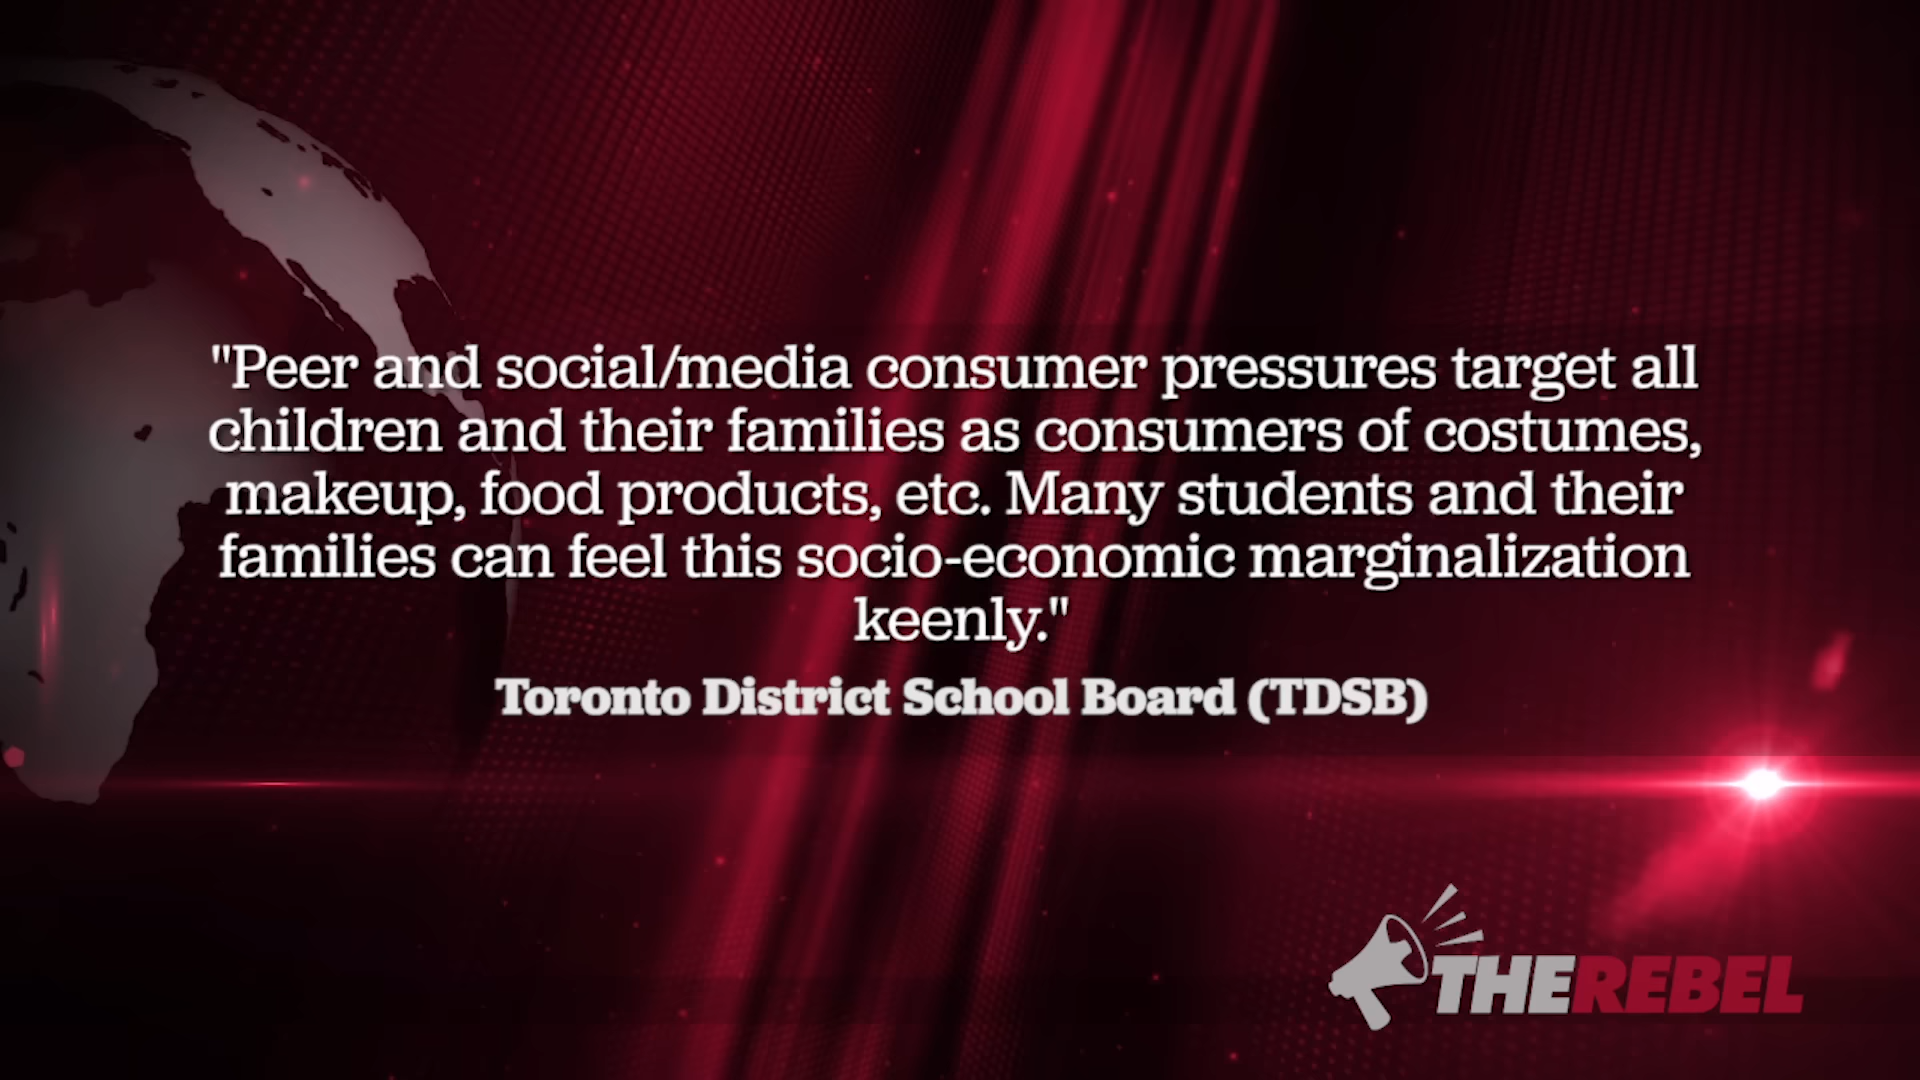 "Peer and social/media consumer pressures target all
children and their families as consumers of costumes,
makeup, food products, etc. Many students and their
families can feel this socio-economic marginalization
keenly."
Toronto District School Board (TDSB)
THEREBEL